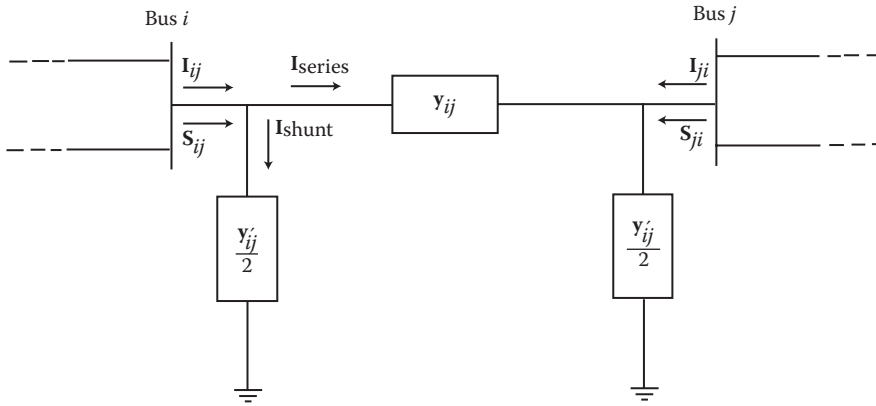 Bus i
Bus j
I_ij
I_series
I_ji
y_ij
S_ij
I_shunt
S_ji
y′_ij
2
y′_ij
2